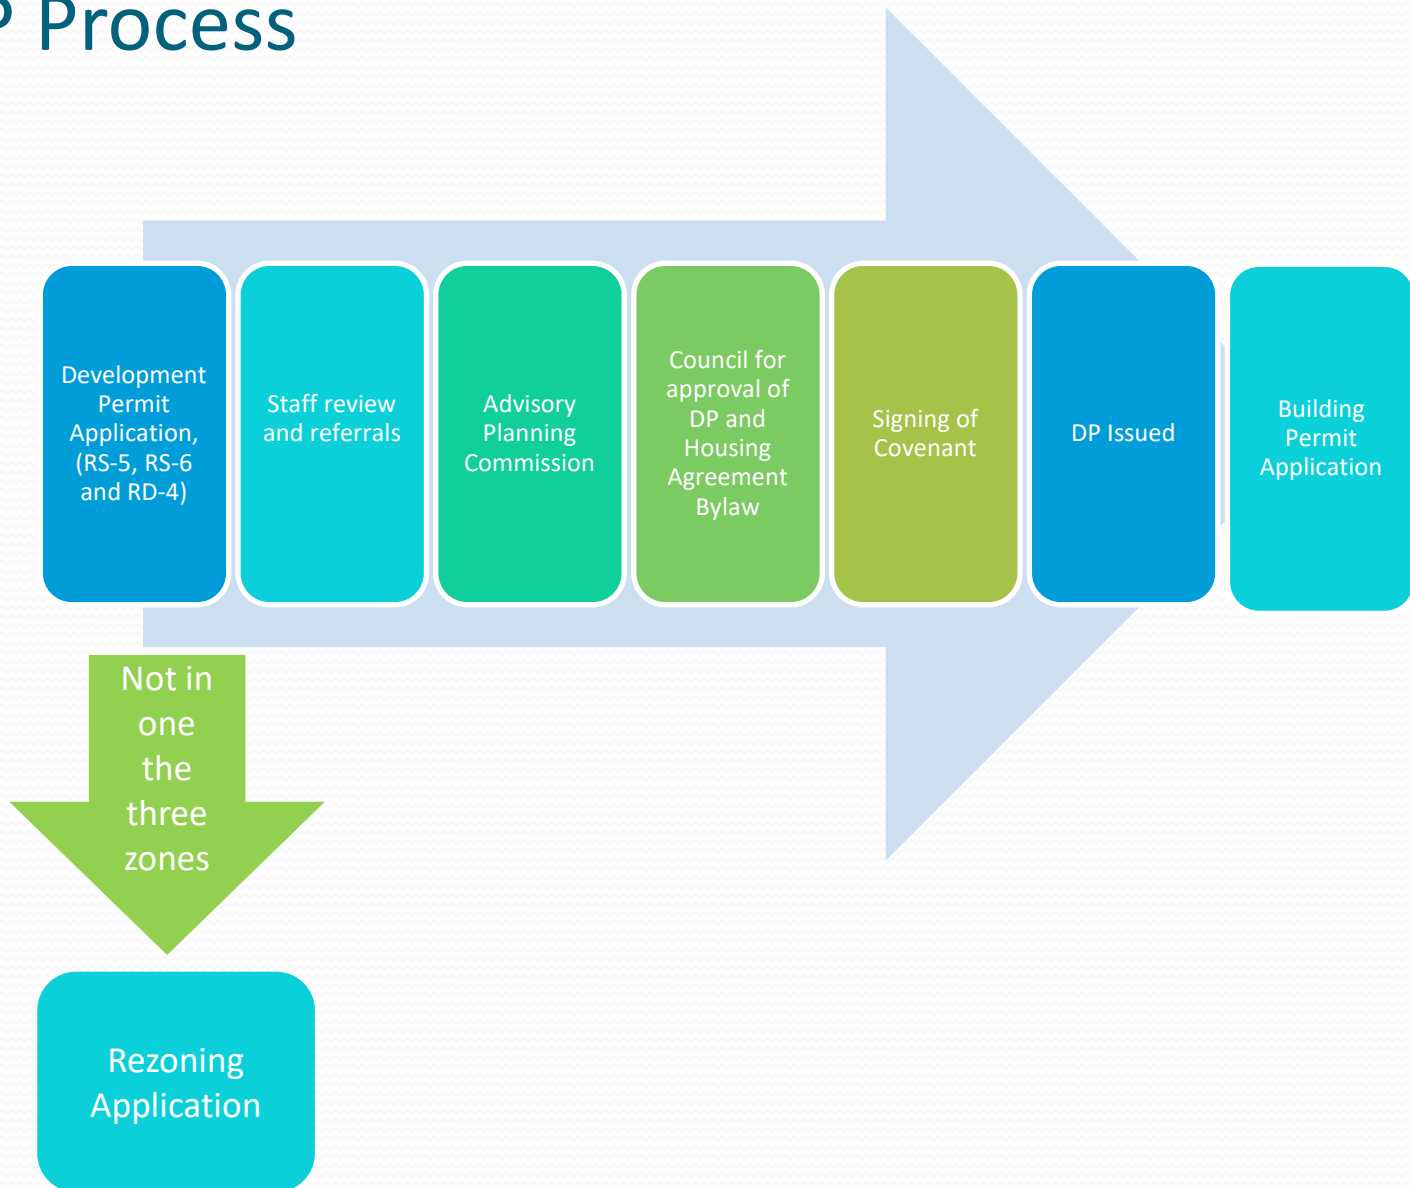 P Process
Development
Permit
Application,
(RS-5, RS-6
and RD-4)
Staff review
and referrals
Advisory
Planning
Commission
Council for
approval of
DP and
Housing
Agreement
Bylaw
Signing of
Covenant
DP Issued
Building
Permit
Application
Not in
one
the
three
zones
Rezoning
Application